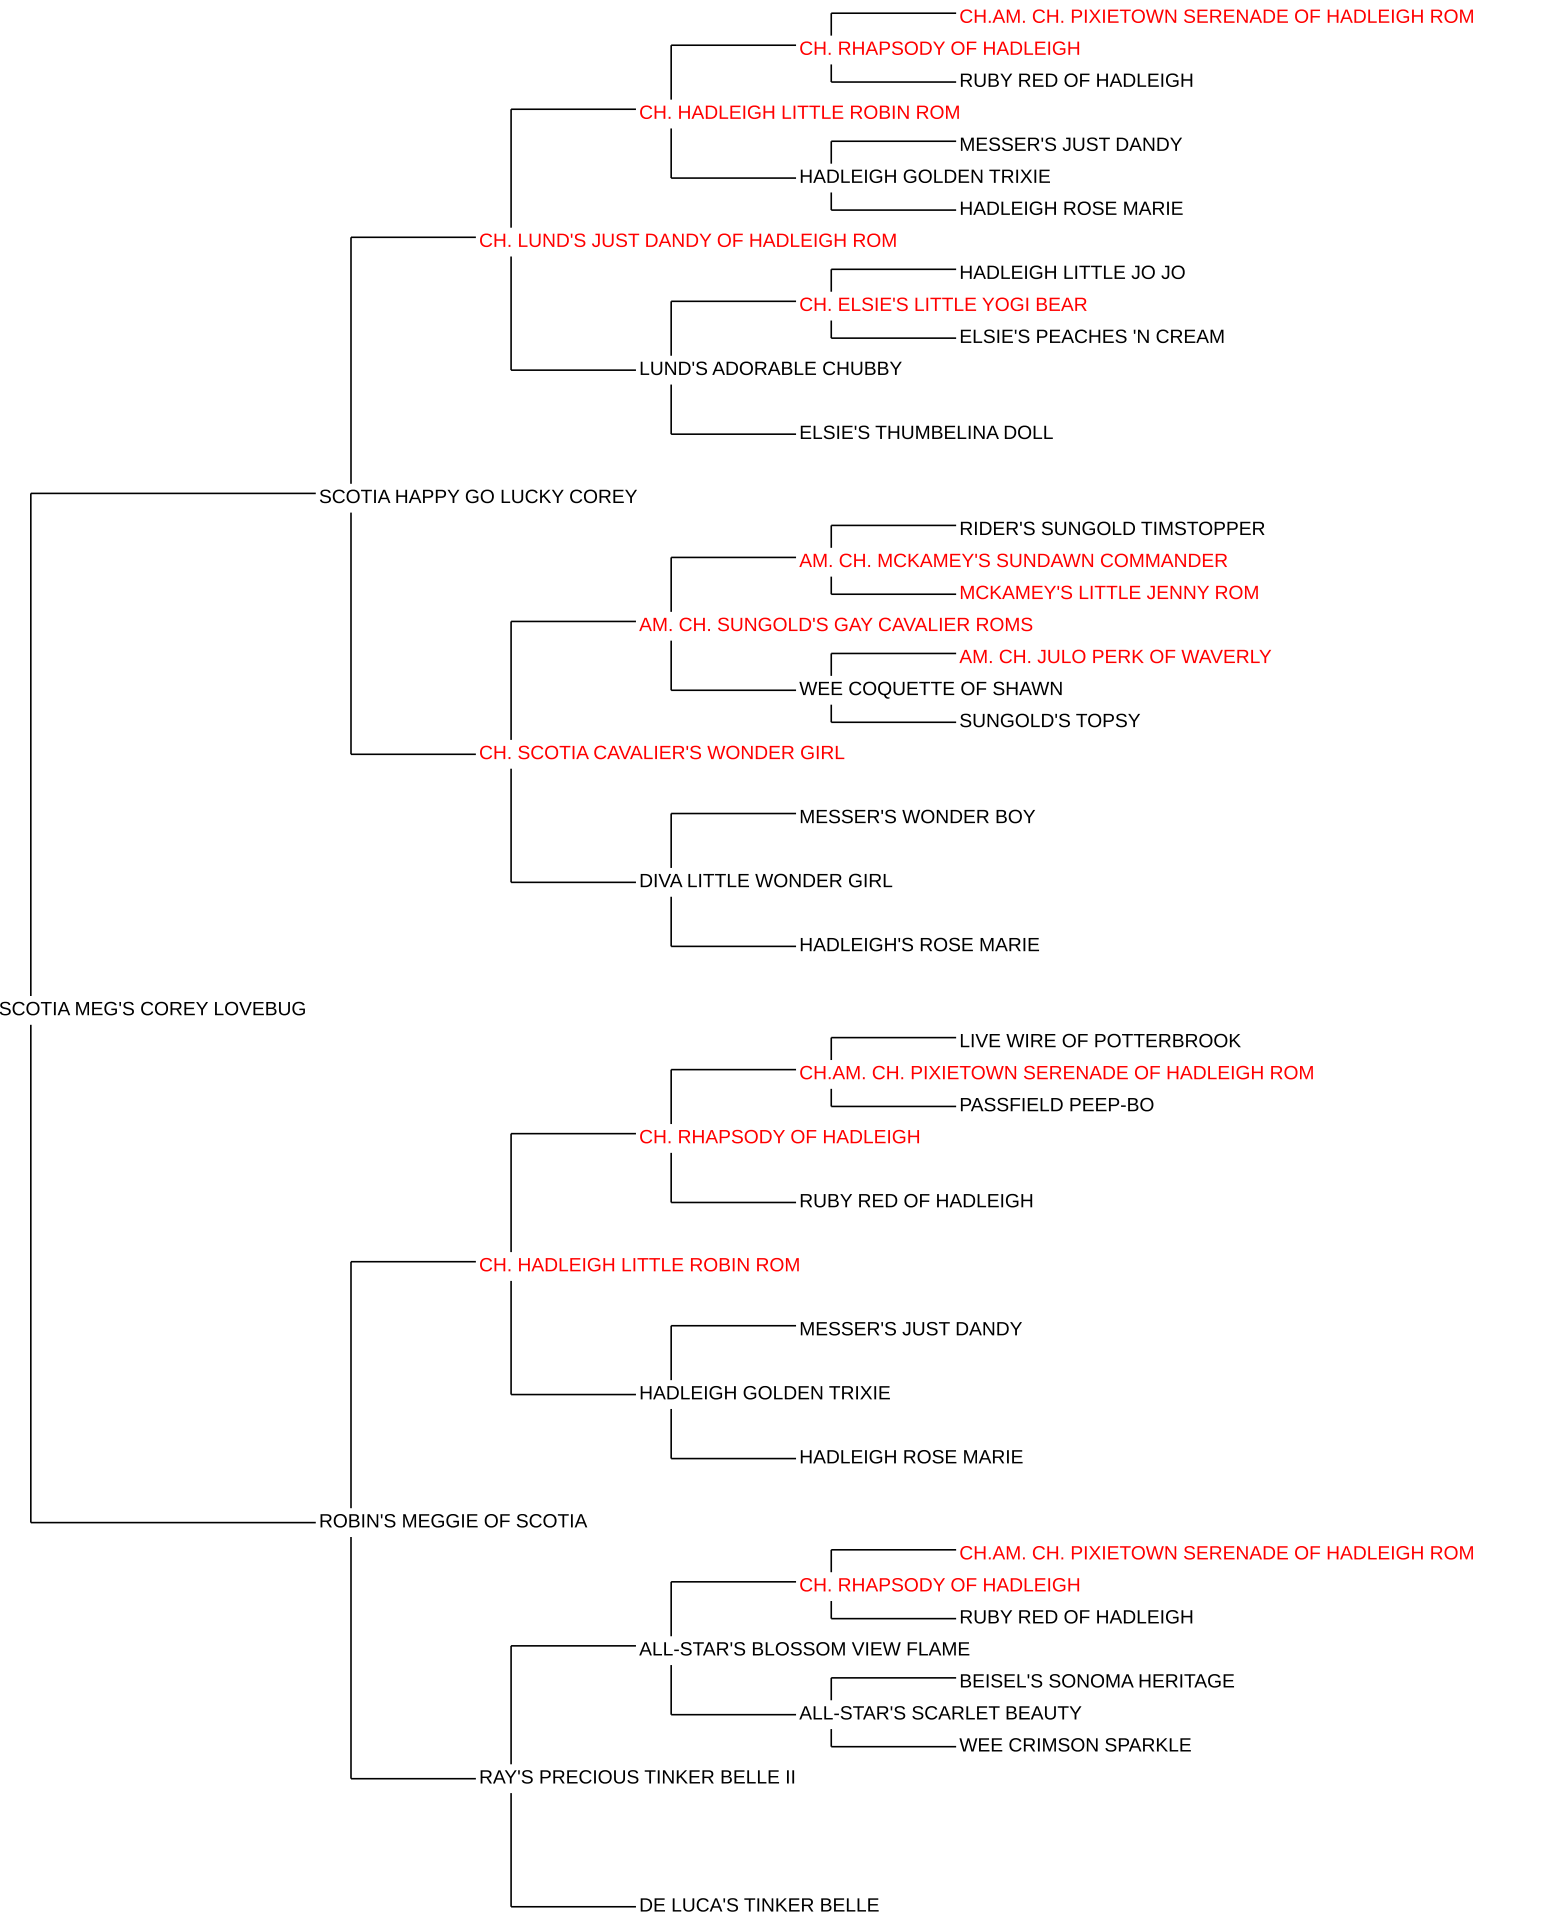 CH.AM. CH. PIXIETOWN SERENADE OF HADLEIGH ROM
CH. RHAPSODY OF HADLEIGH
RUBY RED OF HADLEIGH
CH. HADLEIGH LITTLE ROBIN ROM
MESSER'S JUST DANDY
HADLEIGH GOLDEN TRIXIE
HADLEIGH ROSE MARIE
CH. LUND'S JUST DANDY OF HADLEIGH ROM
HADLEIGH LITTLE JO JO
CH. ELSIE'S LITTLE YOGI BEAR
ELSIE'S PEACHES 'N CREAM
LUND'S ADORABLE CHUBBY
ELSIE'S THUMBELINA DOLL
SCOTIA HAPPY GO LUCKY COREY
RIDER'S SUNGOLD TIMSTOPPER
AM. CH. MCKAMEY'S SUNDAWN COMMANDER
MCKAMEY'S LITTLE JENNY ROM
AM. CH. SUNGOLD'S GAY CAVALIER ROMS
AM. CH. JULO PERK OF WAVERLY
WEE COQUETTE OF SHAWN
SUNGOLD'S TOPSY
CH. SCOTIA CAVALIER'S WONDER GIRL
MESSER'S WONDER BOY
DIVA LITTLE WONDER GIRL
HADLEIGH'S ROSE MARIE
SCOTIA MEG'S COREY LOVEBUG
LIVE WIRE OF POTTERBROOK
CH.AM. CH. PIXIETOWN SERENADE OF HADLEIGH ROM
PASSFIELD PEEP-BO
CH. RHAPSODY OF HADLEIGH
RUBY RED OF HADLEIGH
CH. HADLEIGH LITTLE ROBIN ROM
MESSER'S JUST DANDY
HADLEIGH GOLDEN TRIXIE
HADLEIGH ROSE MARIE
ROBIN'S MEGGIE OF SCOTIA
CH.AM. CH. PIXIETOWN SERENADE OF HADLEIGH ROM
CH. RHAPSODY OF HADLEIGH
RUBY RED OF HADLEIGH
ALL-STAR'S BLOSSOM VIEW FLAME
BEISEL'S SONOMA HERITAGE
ALL-STAR'S SCARLET BEAUTY
WEE CRIMSON SPARKLE
RAY'S PRECIOUS TINKER BELLE II
DE LUCA'S TINKER BELLE